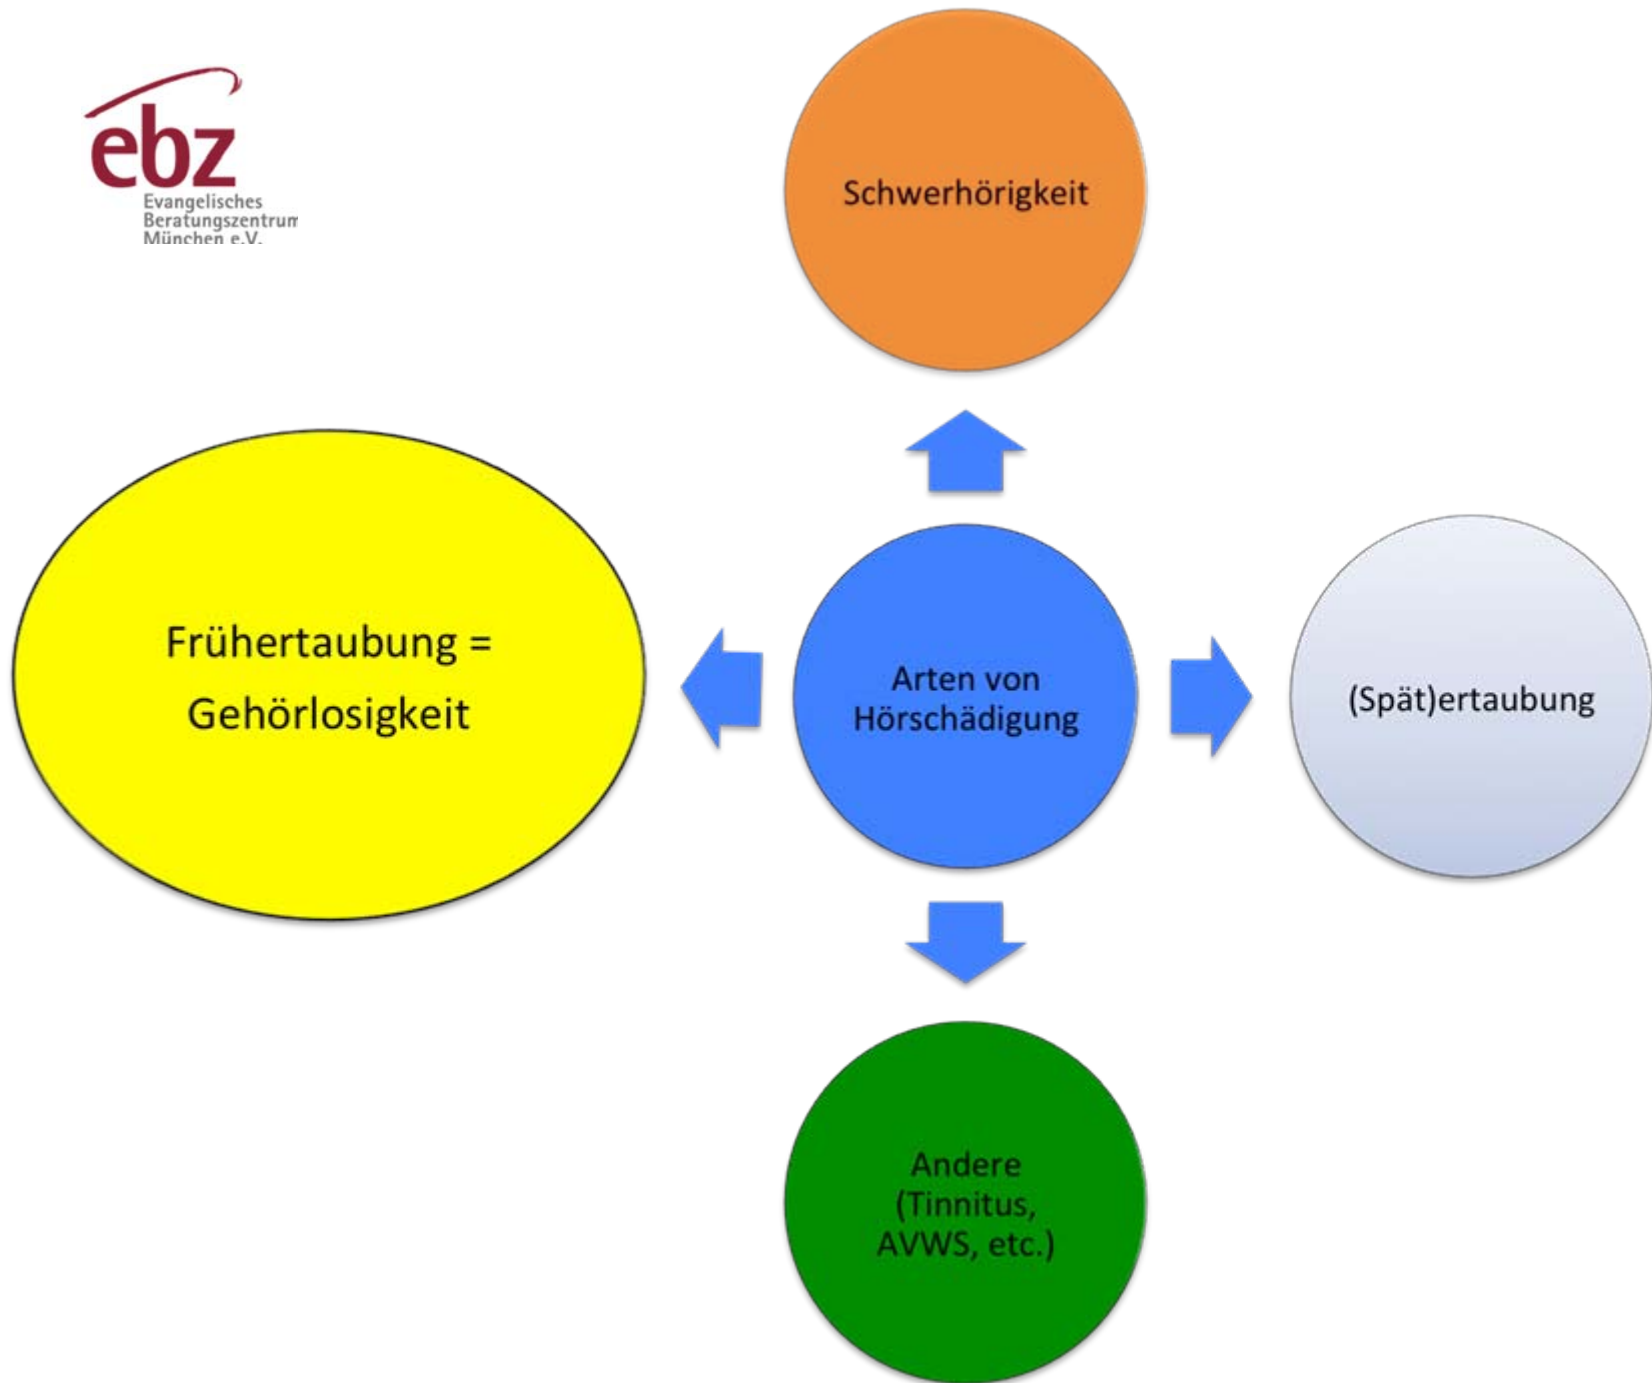 ebz
Evangelisches
Beratungszentrum
München e.V.
Schwerhörigkeit
Frühertaubung =
Gehörlosigkeit
Arten von
Hörschädigung
(Spät)ertaubung
Andere
(Tinnitus,
AVWS, etc.)